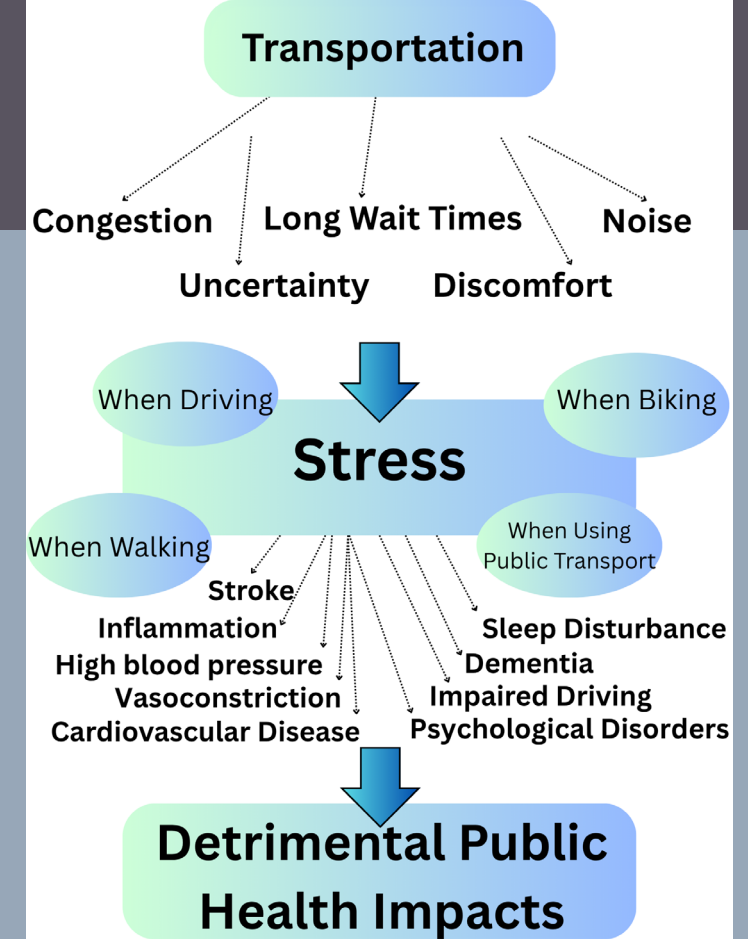 Transportation
Congestion
Long Wait Times
Noise
Uncertainty
Discomfort
When Driving
When Biking
Stress
When Walking
When Using
Public Transport
Stroke
Inflammation
High blood pressure
Vasoconstriction
Cardiovascular Disease
Sleep Disturbance
Dementia
Impaired Driving
Psychological Disorders
Detrimental Public
Health Impacts